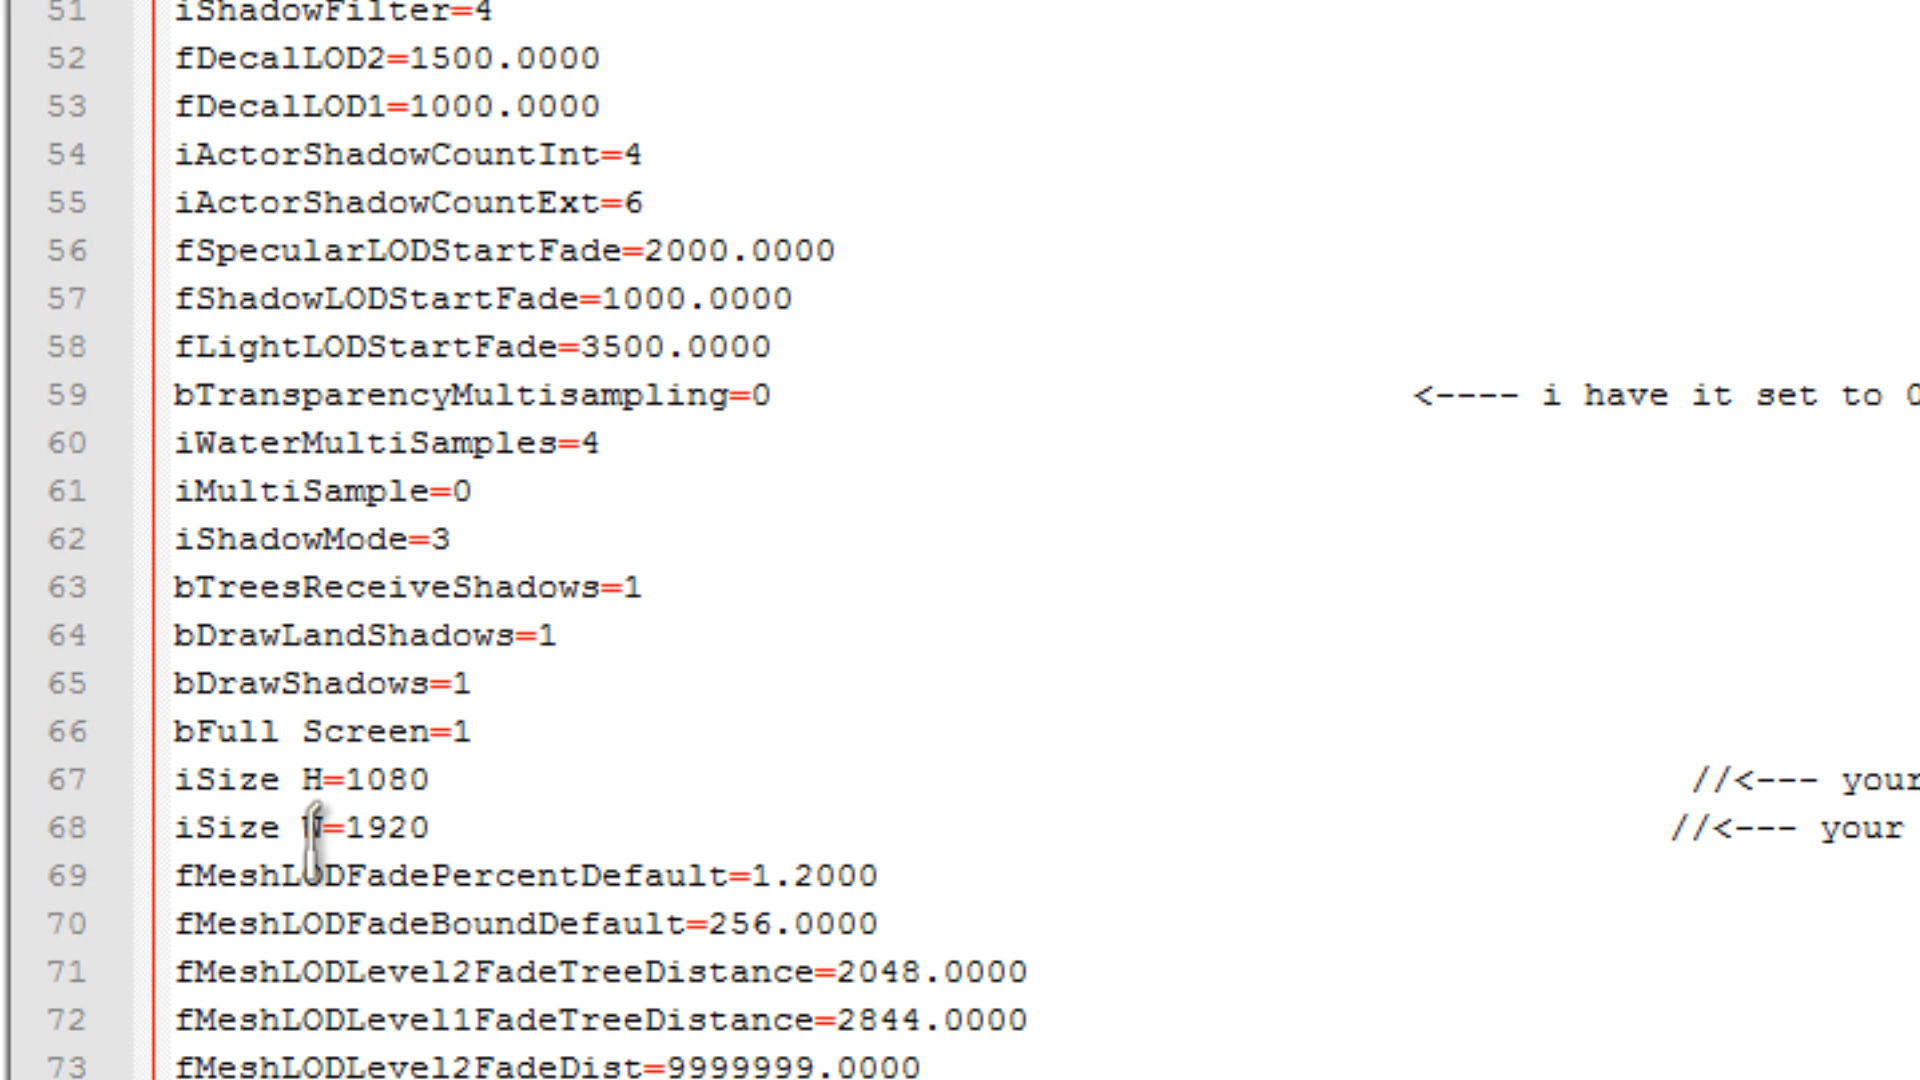 51 iShadowFilter=4
52 fDecalLOD2=1500.0000
53 fDecalLOD1=1000.0000
54 iActorShadowCountInt=4
55 iActorShadowCountExt=6
56 fSpecularLODStartFade=2000.0000
57 fShadowLODStartFade=1000.0000
58 fLightLODStartFade=3500.0000
59 bTransparencyMultisampling=0 <---- i have it set to 0
60 iWaterMultiSamples=4
61 iMultiSample=0
62 iShadowMode=3
63 bTreesReceiveShadows=1
64 bDrawLandShadows=1
65 bDrawShadows=1
66 bFull Screen=1
67 iSize H=1080 //<--- your
68 iSize W=1920 //<--- your
69 fMeshLODFadePercentDefault=1.2000
70 fMeshLODFadeBoundDefault=256.0000
71 fMeshLODLevel2FadeTreeDistance=2048.0000
72 fMeshLODLevel1FadeTreeDistance=2844.0000
73 fMeshLODLevel2FadeDist=9999999.0000